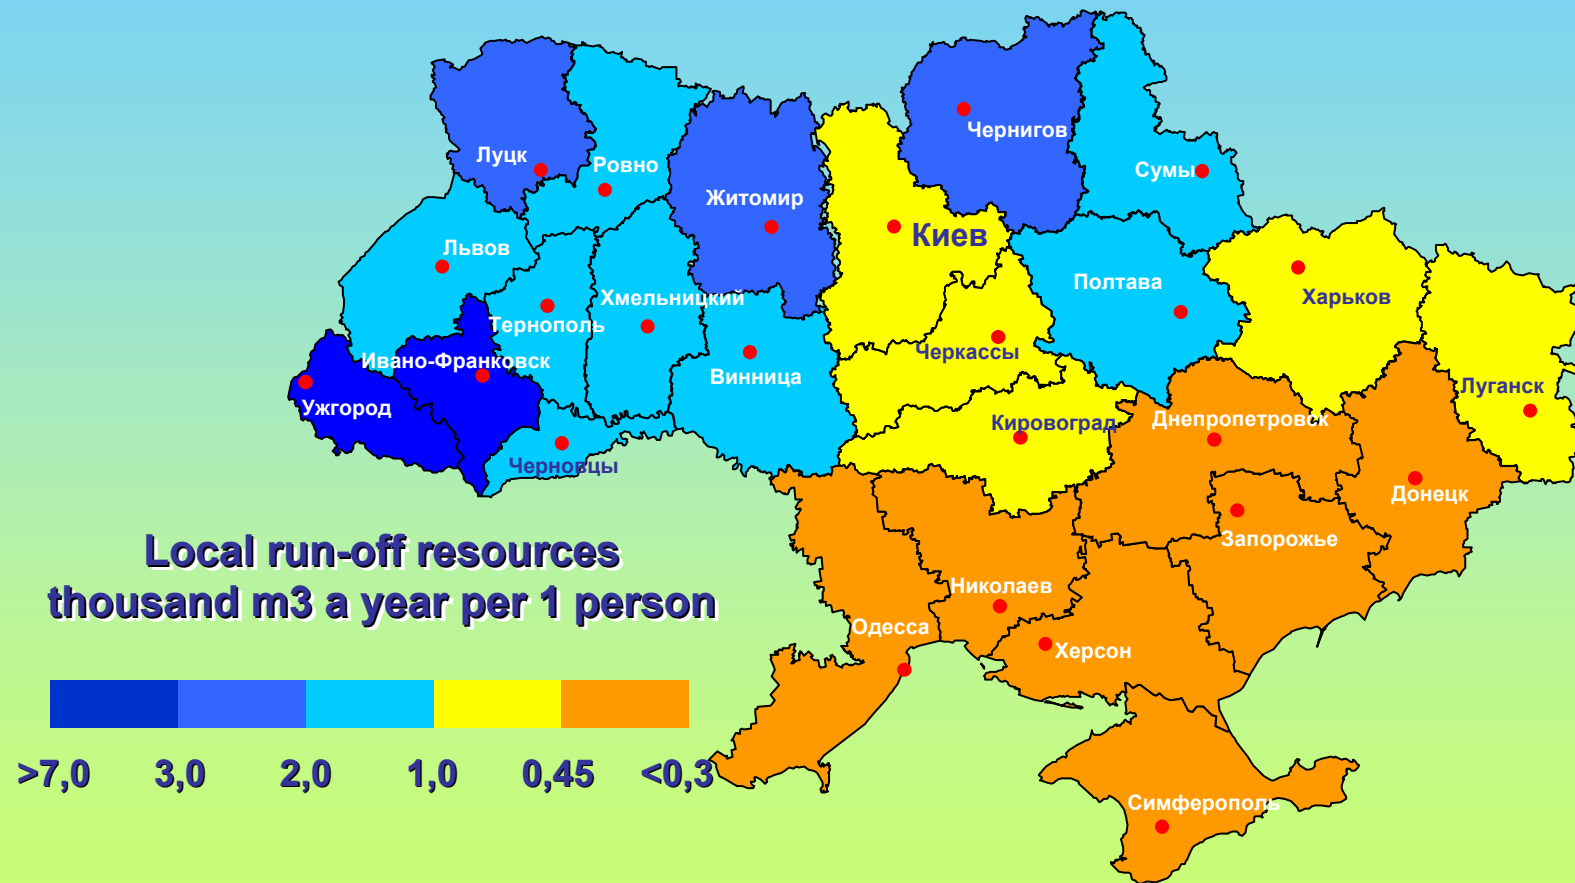 Чернигов
Луцк
Ровно
Сумы
Житомир
Киев
Львов
Полтава
Хмельницкий
Харьков
Тернополь
Черкассы
Ивано-Франковск
Винница
Луганск
Ужгород
Днепропетровск
Кировоград
Черновцы
Донецк
Запорожье
Local run-off resources
thousand m3 a year per 1 person
Николаев
Одесса
Херсон
>7,0 3,0 2,0 1,0 0,45 <0,3
Симферополь